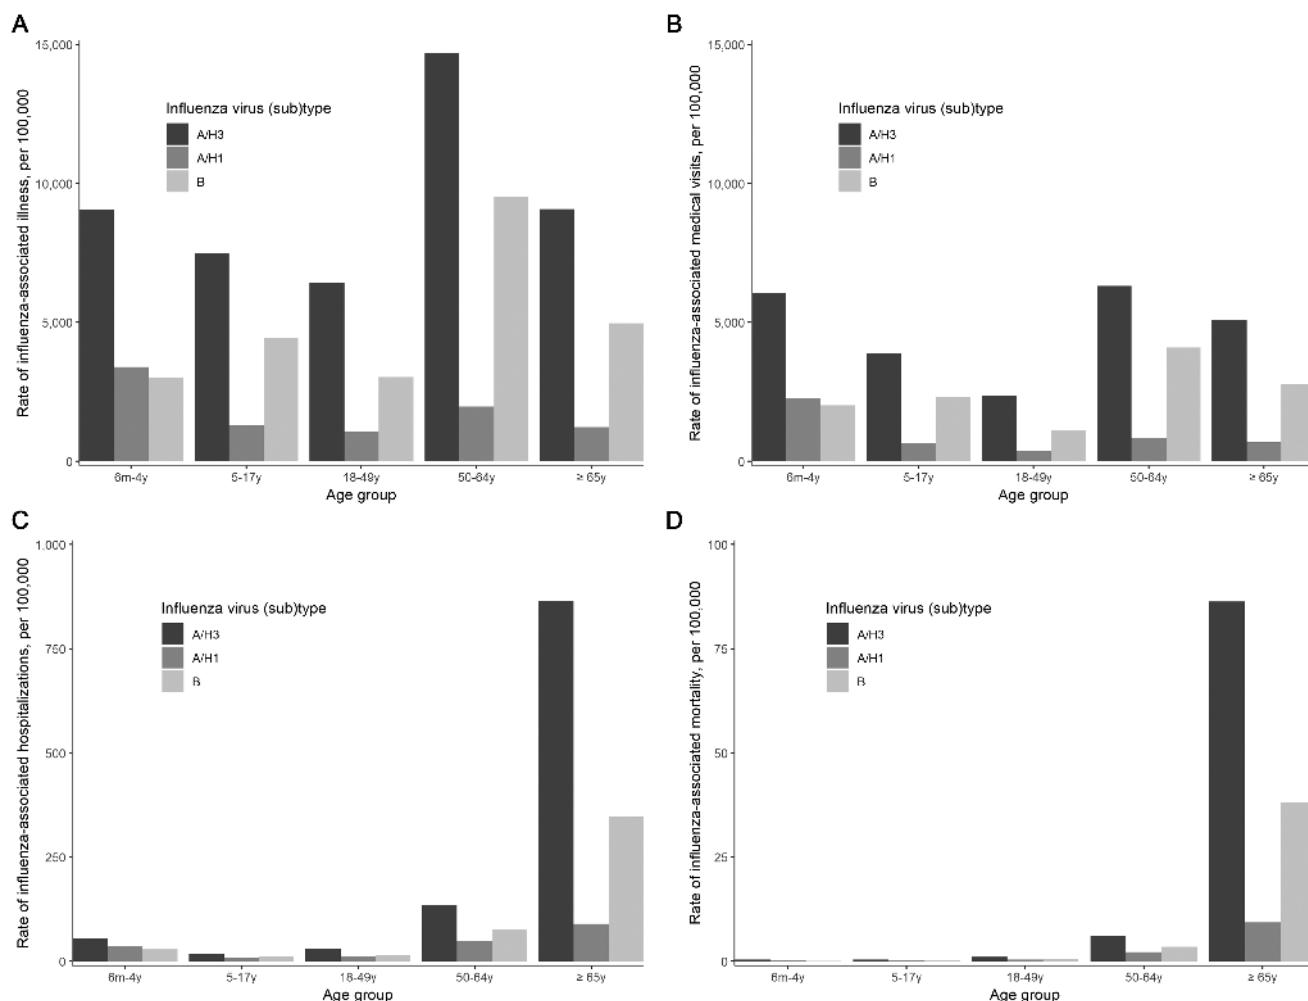 A
Rate of influenza-associated illness, per 100,000
15,000
10,000
5,000
0
Influenza virus (sub)type
A/H3
A/H1
B
6m-4y
5-17y
18-49y
50-64y
≥ 65y
Age group
B
Rate of influenza-associated medical visits, per 100,000
15,000
10,000
5,000
0
Influenza virus (sub)type
A/H3
A/H1
B
6m-4y
5-17y
18-49y
50-64y
≥ 65y
Age group
C
Rate of influenza-associated hospitalizations, per 100,000
1,000
750
500
250
0
Influenza virus (sub)type
A/H3
A/H1
B
6m-4y
5-17y
18-49y
50-64y
≥ 65y
Age group
D
Rate of influenza-associated mortality, per 100,000
100
75
50
25
0
Influenza virus (sub)type
A/H3
A/H1
B
6m-4y
5-17y
18-49y
50-64y
≥ 65y
Age group